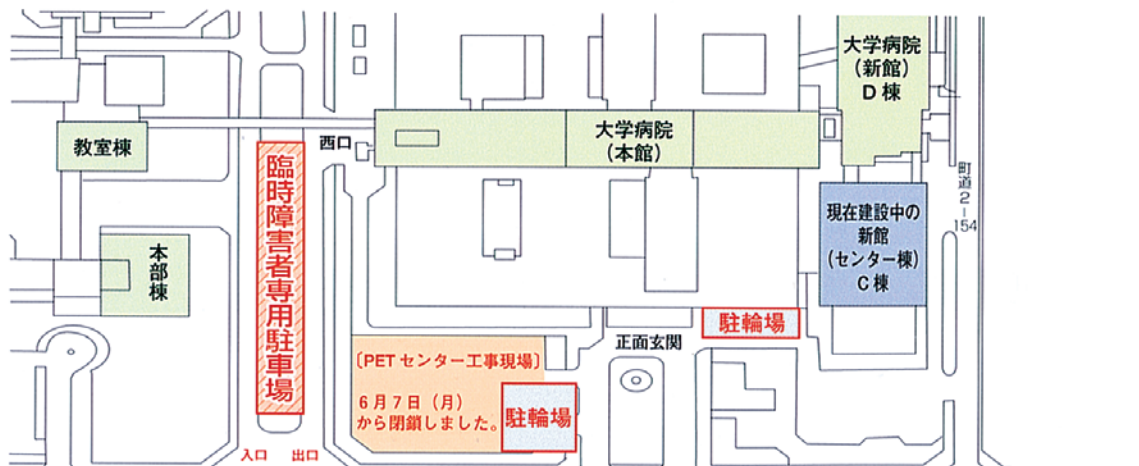 大学病院
(新館)
D棟
教室棟
西口
大学病院
(本館)
臨時障害者専用駐車場
町道2-154
現在建設中の
新館
(センター棟)
C棟
本部棟
駐輪場
正面玄関
〔PETセンター工事現場〕
6月7日(月)
から閉鎖しました。
駐輪場
入口
出口